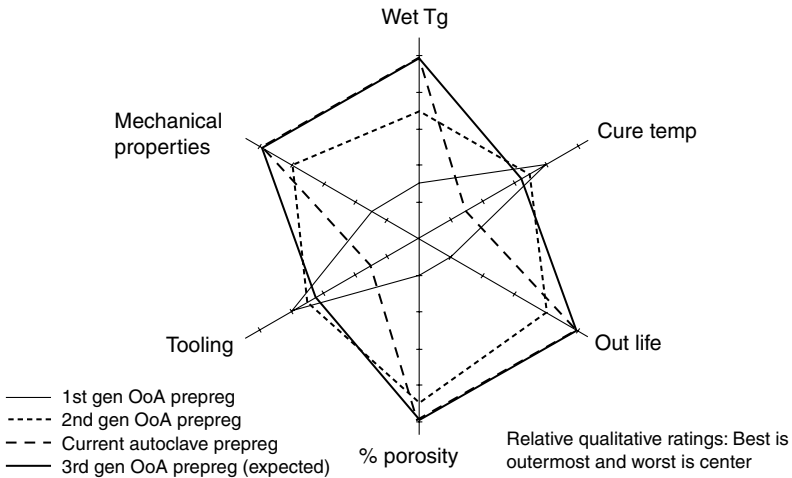 Wet Tg
Mechanical
properties
Cure temp
Tooling
Out life
% porosity
1st gen OoA prepreg
2nd gen OoA prepreg
Current autoclave prepreg
3rd gen OoA prepreg (expected)
Relative qualitative ratings: Best is
outermost and worst is center